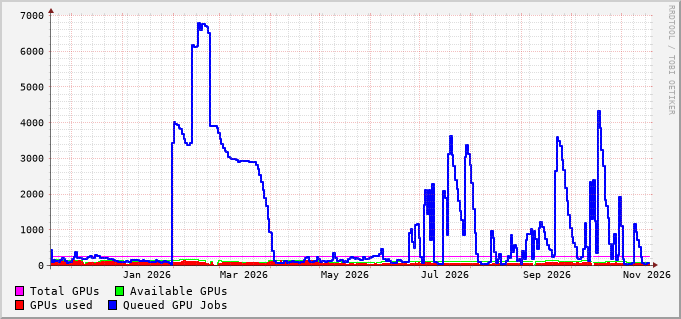 7000
6000
5000
4000
3000
2000
1000
0
Jan 2026 Mar 2026 May 2026 Jul 2026 Sep 2026 Nov 2026
Total GPUs Available GPUs
GPUs used Queued GPU Jobs
RRDTOOL / TOBI OETIKER